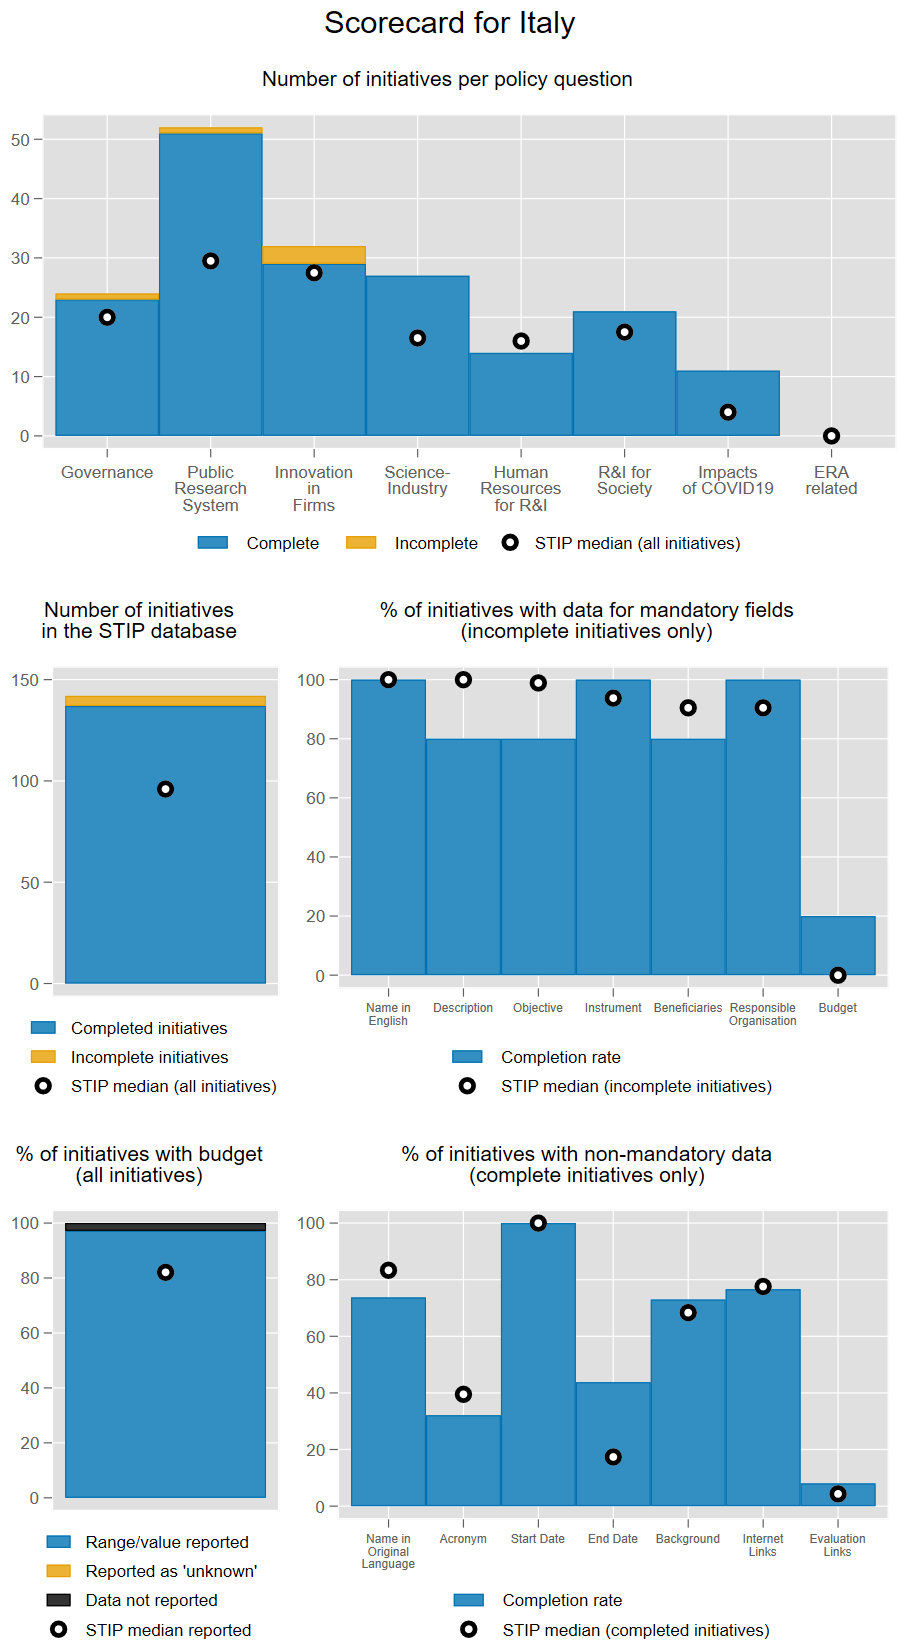 Scorecard for Italy
Number of initiatives per policy question
50
40
30
20
10
0
Governance
Public
Research
System
Innovation
in
Firms
Science-
Industry
Human
Resources
for R&I
R&I for
Society
Impacts
of COVID19
ERA
related
Complete
Incomplete
STIP median (all initiatives)
Number of initiatives
in the STIP database
150
100
50
0
Completed initiatives
Incomplete initiatives
STIP median (all initiatives)
% of initiatives with data for mandatory fields
(incomplete initiatives only)
100
80
60
40
20
0
Name in
English
Description
Objective
Instrument
Beneficiaries
Responsible
Organisation
Budget
Completion rate
STIP median (incomplete initiatives)
% of initiatives with budget
(all initiatives)
100
80
60
40
20
0
Range/value reported
Reported as 'unknown'
Data not reported
STIP median reported
% of initiatives with non-mandatory data
(complete initiatives only)
100
80
60
40
20
0
Name in
Original
Language
Acronym
Start Date
End Date
Background
Internet
Links
Evaluation
Links
Completion rate
STIP median (completed initiatives)